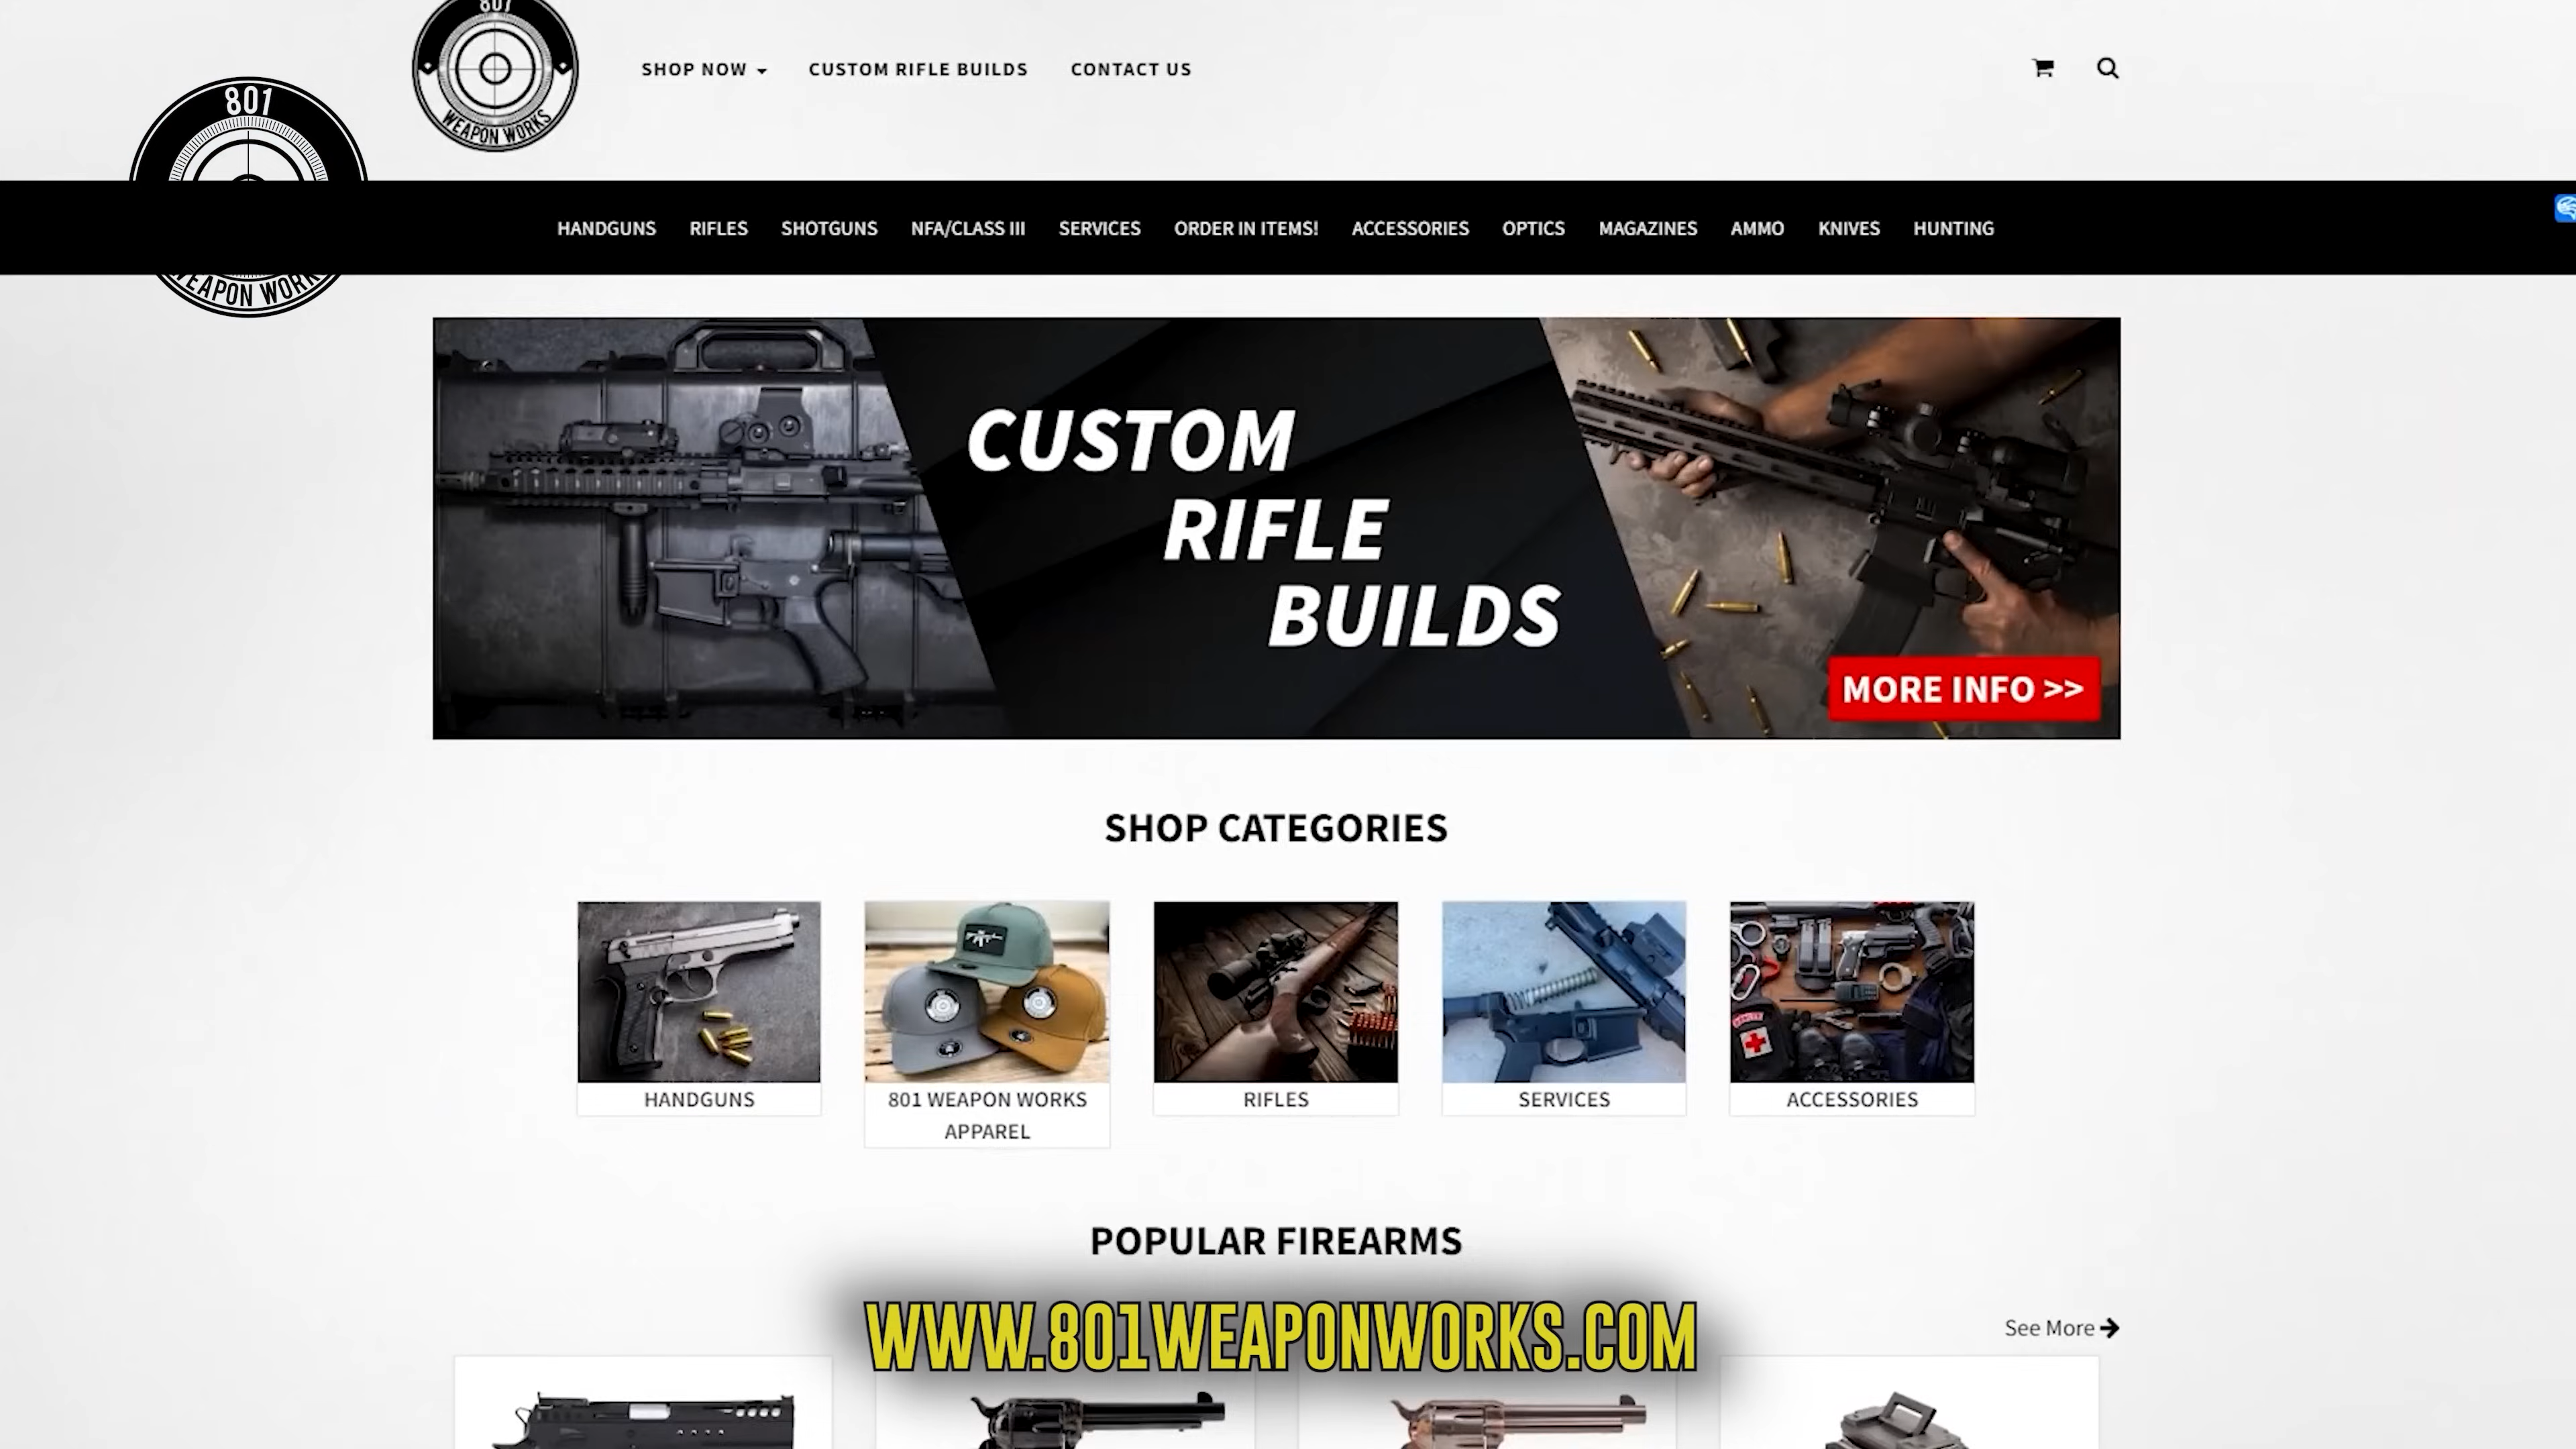 801
WEAPON WORKS
SHOP NOW
CUSTOM RIFLE BUILDS
CONTACT US
801
WEAPON WORK
HANDGUNS
RIFLES
SHOTGUNS
NFA/CLASS III
SERVICES
ORDER IN ITEMS!
ACCESSORIES
OPTICS
MAGAZINES
AMMO
KNIVES
HUNTING
CUSTOM
RIFLE
BUILDS
MORE INFO >>
SHOP CATEGORIES
HANDGUNS
801 WEAPON WORKS
APPAREL
RIFLES
SERVICES
ACCESSORIES
POPULAR FIREARMS
WWW.801WEAPONWORKS.COM
See More